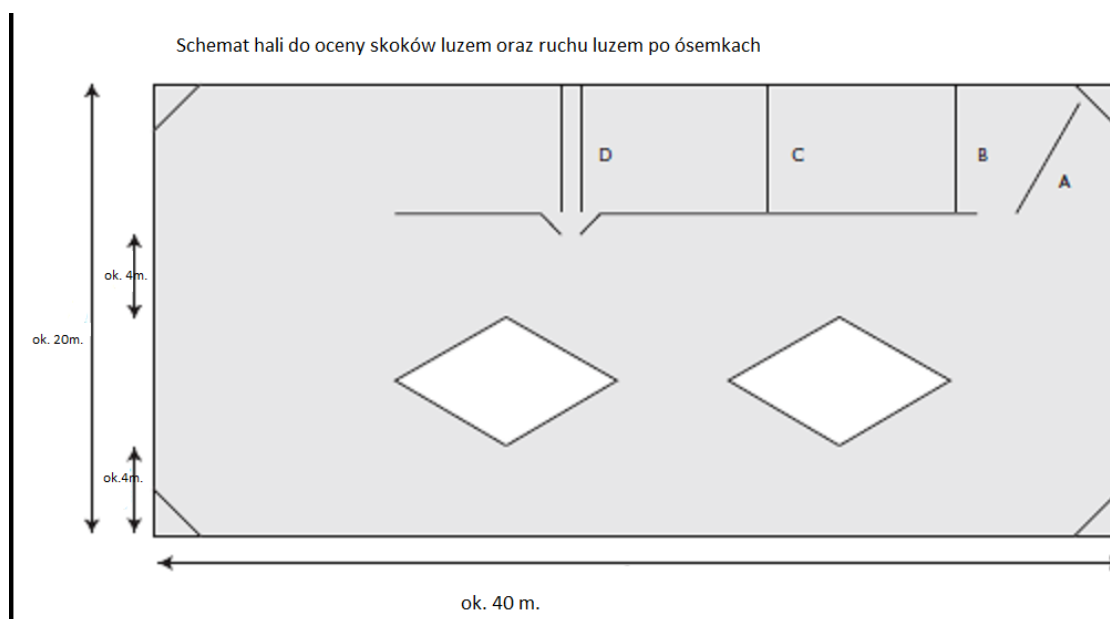 Schemat hali do oceny skoków luzem oraz ruchu luzem po ósemkach
D
C
B
A
ok. 4m.
ok. 20m.
ok.4m.
ok. 40 m.